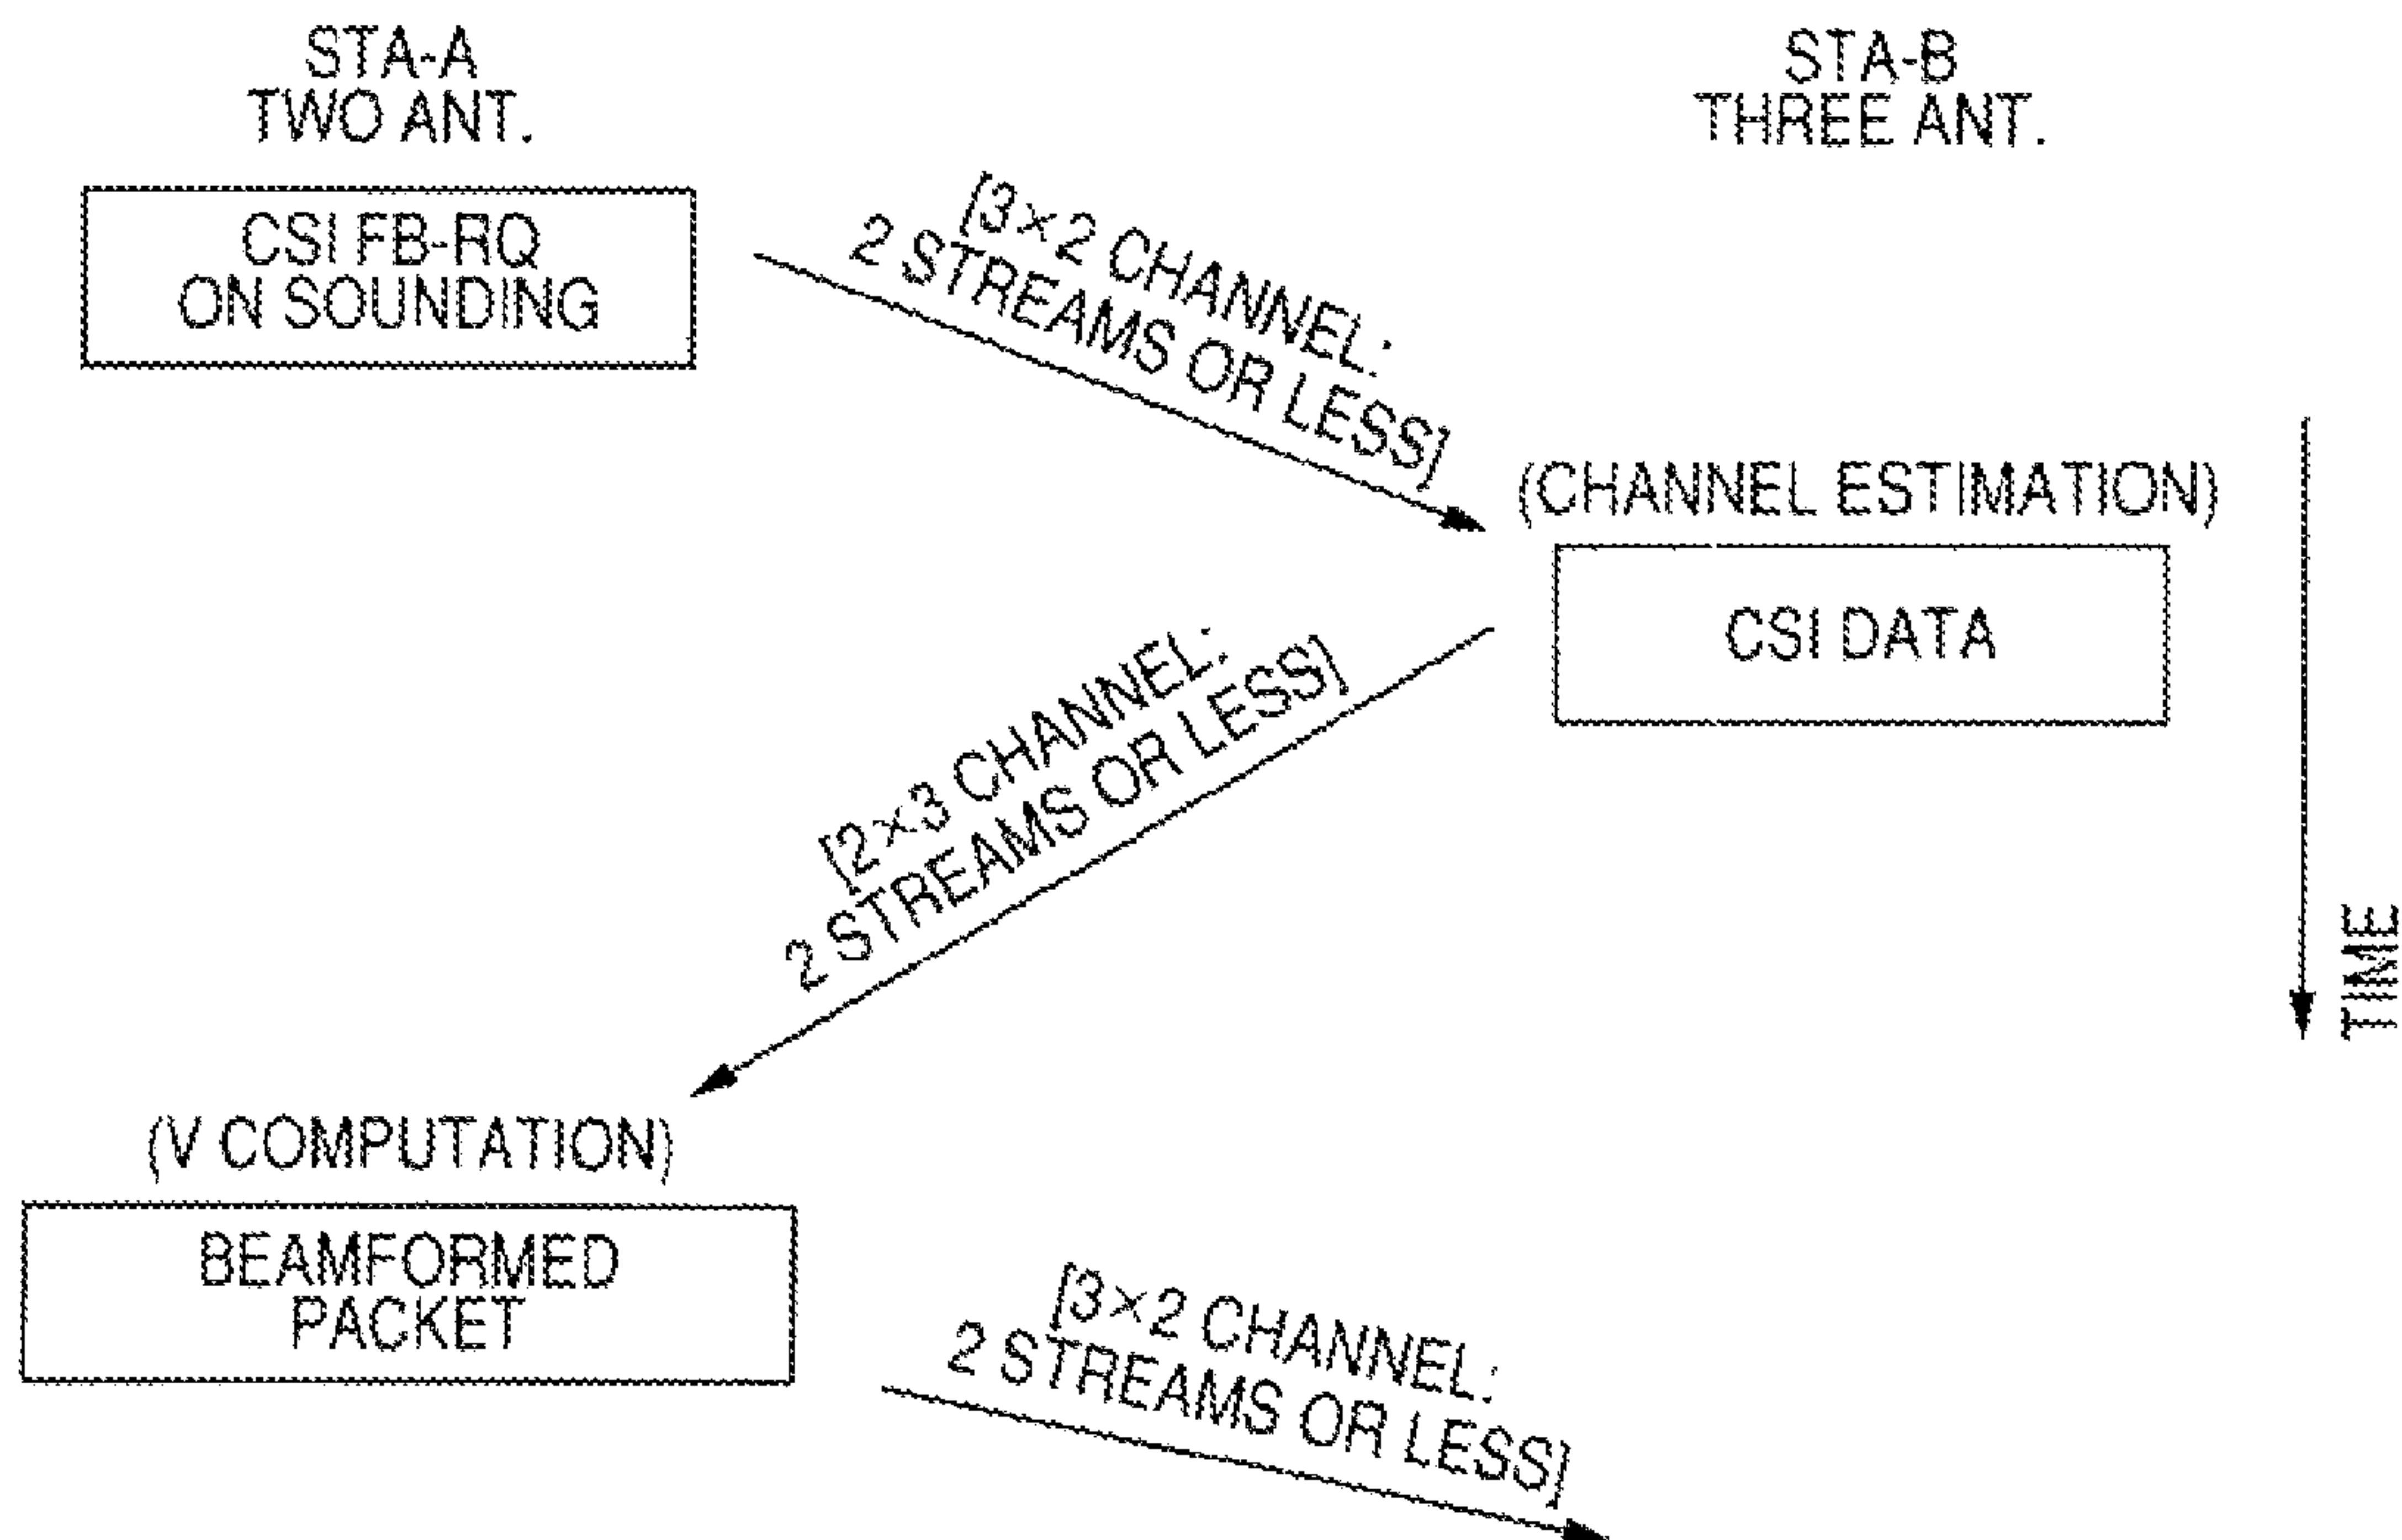 STA-A
TWO ANT.
STA-B
THREE ANT.
CSI FB-RQ
ON SOUNDING
[3×2 CHANNEL:
2 STREAMS OR LESS]
(CHANNEL ESTIMATION)
CSI DATA
[2×3 CHANNEL:
2 STREAMS OR LESS]
TIME
(V COMPUTATION)
BEAMFORMED
PACKET
[3×2 CHANNEL:
2 STREAMS OR LESS]